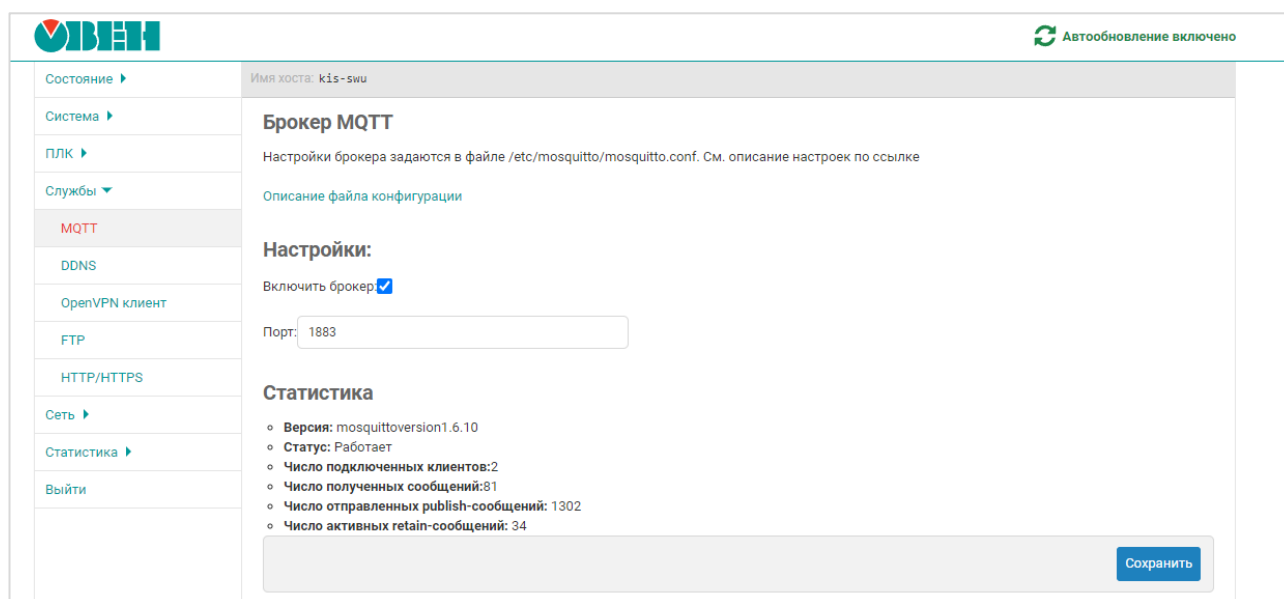 ОВЕН
Автообновление включено
Состояние
Имя хоста: kis-swu
Система
ПЛК
Службы
MQTT
DDNS
OpenVPN клиент
FTP
HTTP/HTTPS
Сеть
Статистика
Выйти
Брокер MQTT
Настройки брокера задаются в файле /etc/mosquitto/mosquitto.conf. См. описание настроек по ссылке
Описание файла конфигурации
Настройки:
Включить брокер:
Порт: 1883
Статистика
Версия: mosquittoversion1.6.10
Статус: Работает
Число подключенных клиентов:2
Число полученных сообщений:81
Число отправленных publish-сообщений: 1302
Число активных retain-сообщений: 34
Сохранить